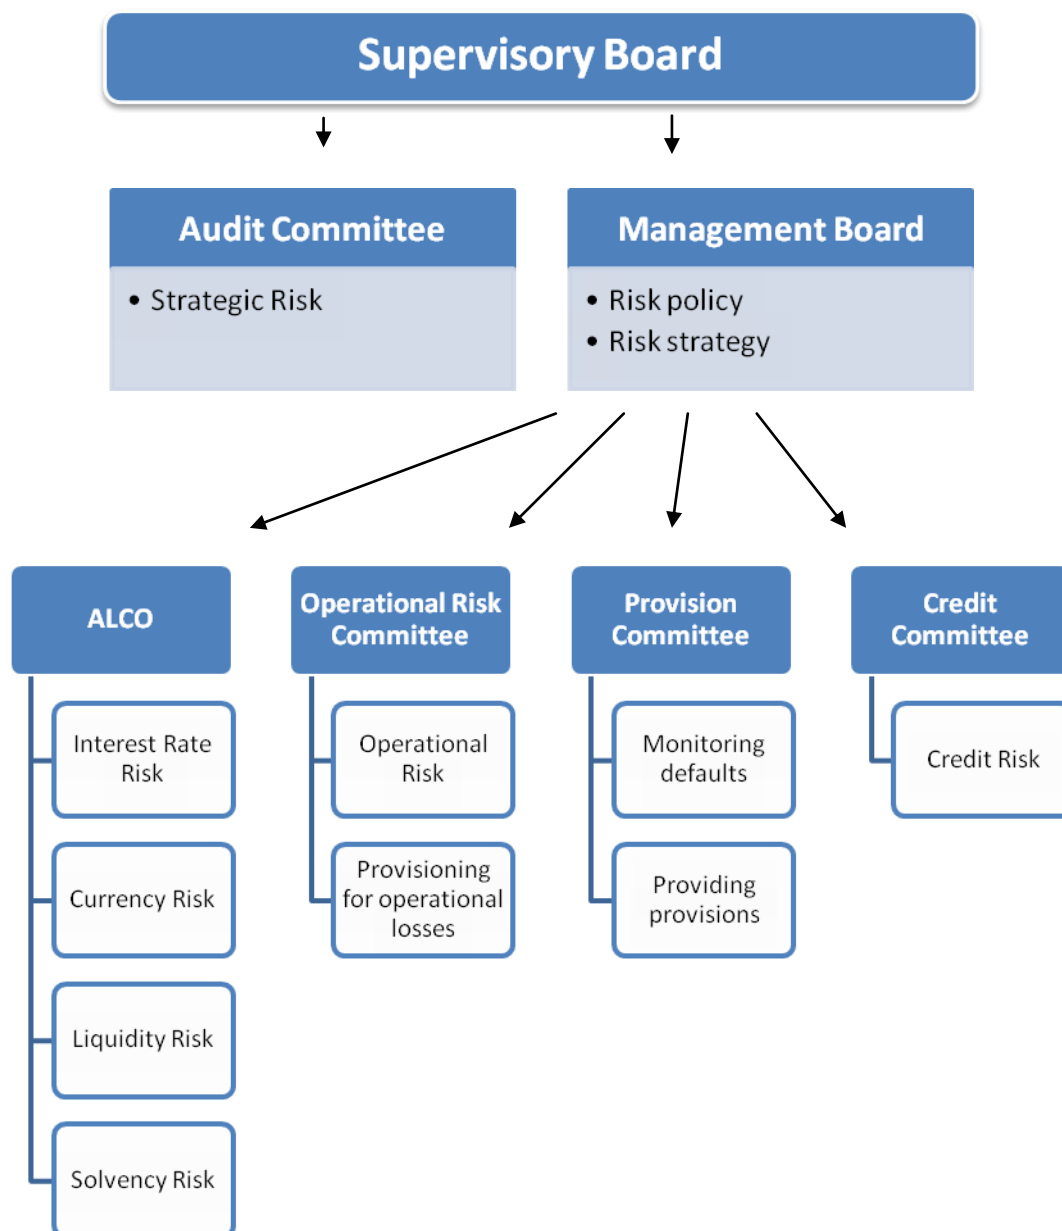 Supervisory Board
Audit Committee
• Strategic Risk
Management Board
• Risk policy
• Risk strategy
ALCO
Interest Rate
Risk
Currency Risk
Liquidity Risk
Solvency Risk
Operational Risk
Committee
Operational
Risk
Provisioning
for operational
losses
Provision
Committee
Monitoring
defaults
Providing
provisions
Credit
Committee
Credit Risk